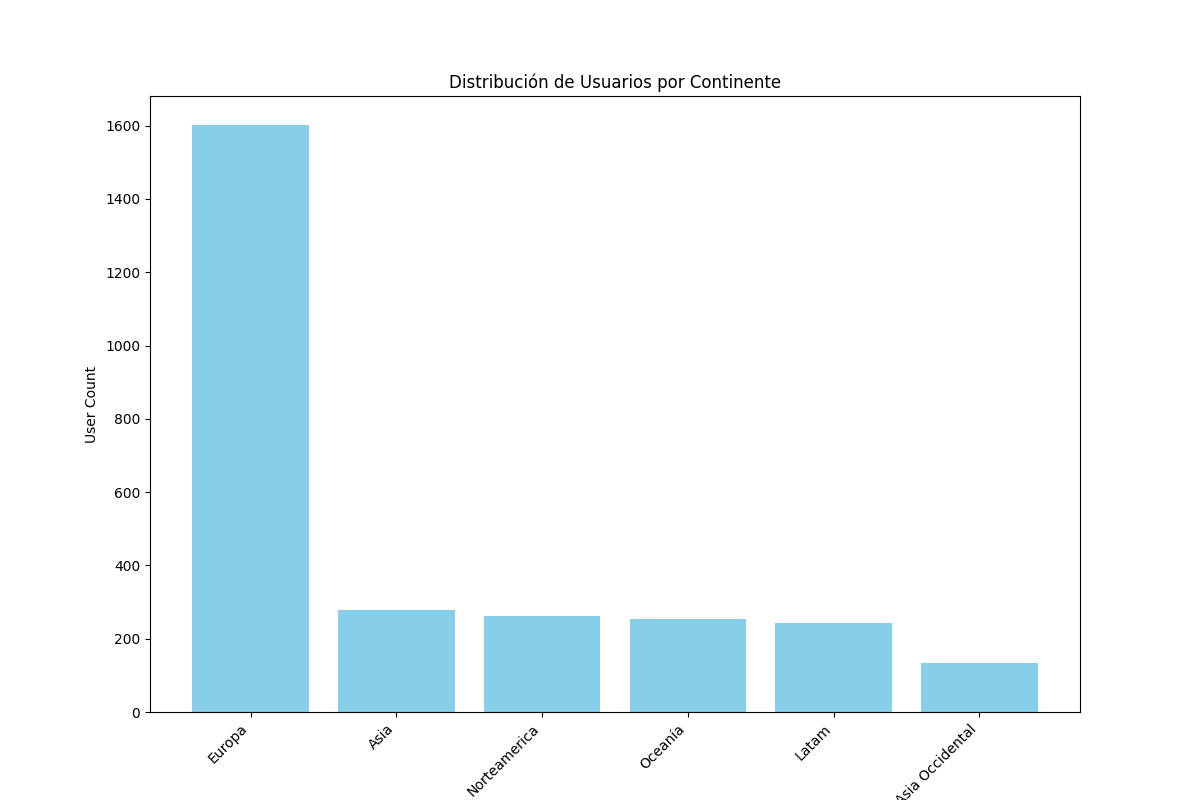 Distribución de Usuarios por Continente
User Count
1600
1400
1200
1000
800
600
400
200
0
Europa
Asia
Norteamerica
Oceanía
Latam
Asia Occidental